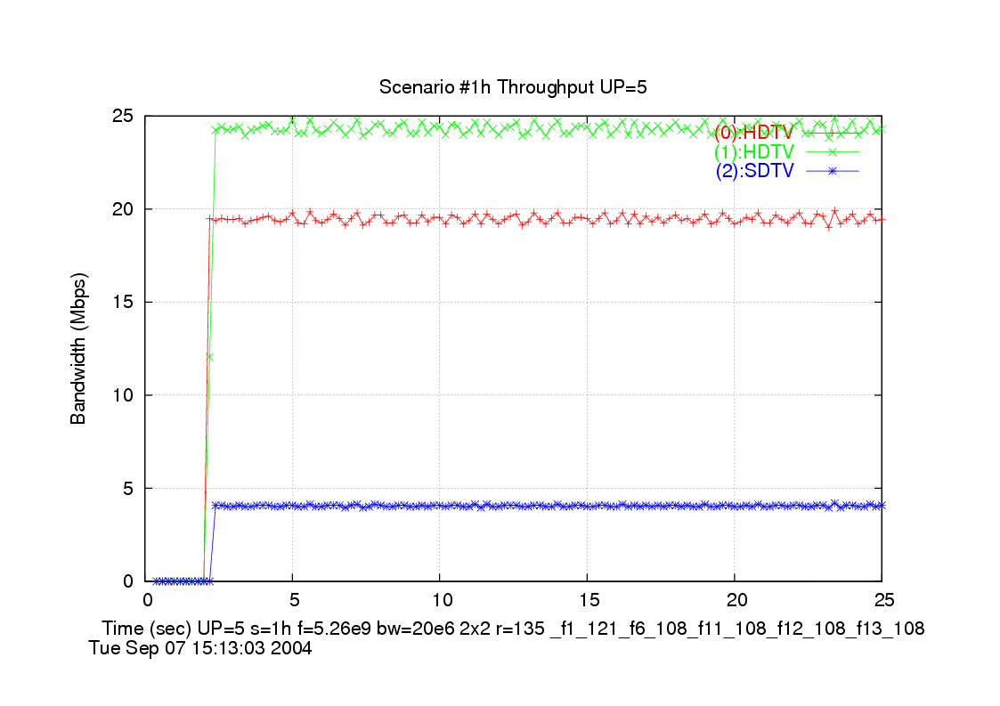 Scenario #1h Throughput UP=5
25
20
15
10
5
0
Bandwidth (Mbps)
(0):HDTV
(1):HDTV
(2):SDTV
0 5 10 15 20 25
Time (sec) UP=5 s=1h f=5.26e9 bw=20e6 2x2 r=135 _f1_121_f6_108_f11_108_f12_108_f13_108
Tue Sep 07 15:13:03 2004